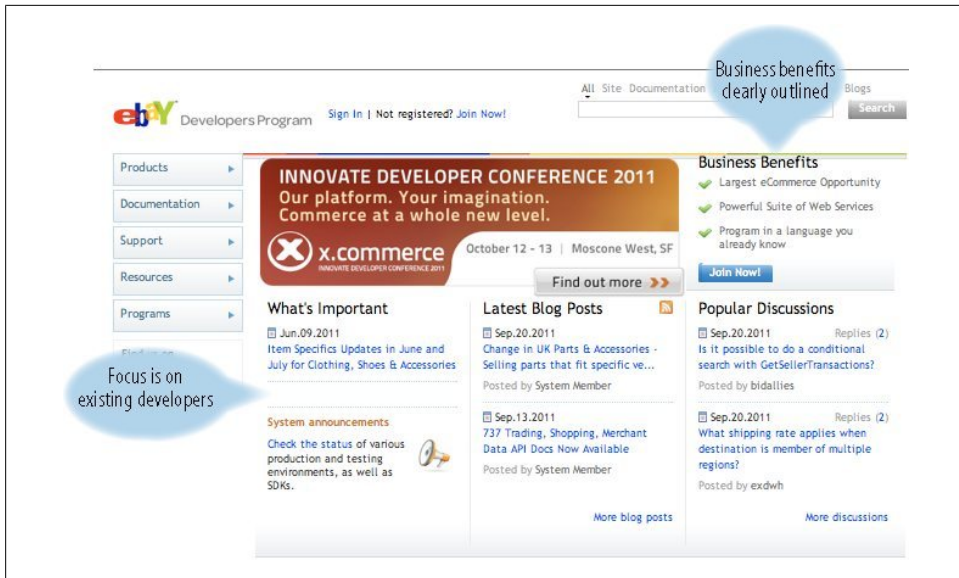 Business benefits
clearly outlined
All Site Documentation Blogs
ebaY Developers Program Sign In | Not registered? Join Now!
Search
Products
Documentation
Support
Resources
Programs
Focus is on
existing developers
INNOVATE DEVELOPER CONFERENCE 2011
Our platform. Your imagination.
Commerce at a whole new level.
x.commerce
INNOVATE DEVELOPER CONFERENCE 2011
October 12 - 13 | Moscone West, SF
Find out more >>
Business Benefits
Largest eCommerce Opportunity
Powerful Suite of Web Services
Program in a language you
already know
Join Now!
What's Important
Jun.09.2011
Item Specifics Updates in June and
July for Clothing, Shoes & Accessories
System announcements
Check the status of various
production and testing
environments, as well as
SDKs.
Latest Blog Posts
Sep.20.2011
Change in UK Parts & Accessories -
Selling parts that fit specific ve...
Posted by System Member
Sep.13.2011
737 Trading, Shopping, Merchant
Data API Docs Now Available
Posted by System Member
More blog posts
Popular Discussions
Sep.20.2011 Replies (2)
Is it possible to do a conditional
search with GetSellerTransactions?
Posted by bidallies
Sep.20.2011 Replies (2)
What shipping rate applies when
destination is member of multiple
regions?
Posted by exdwh
More discussions